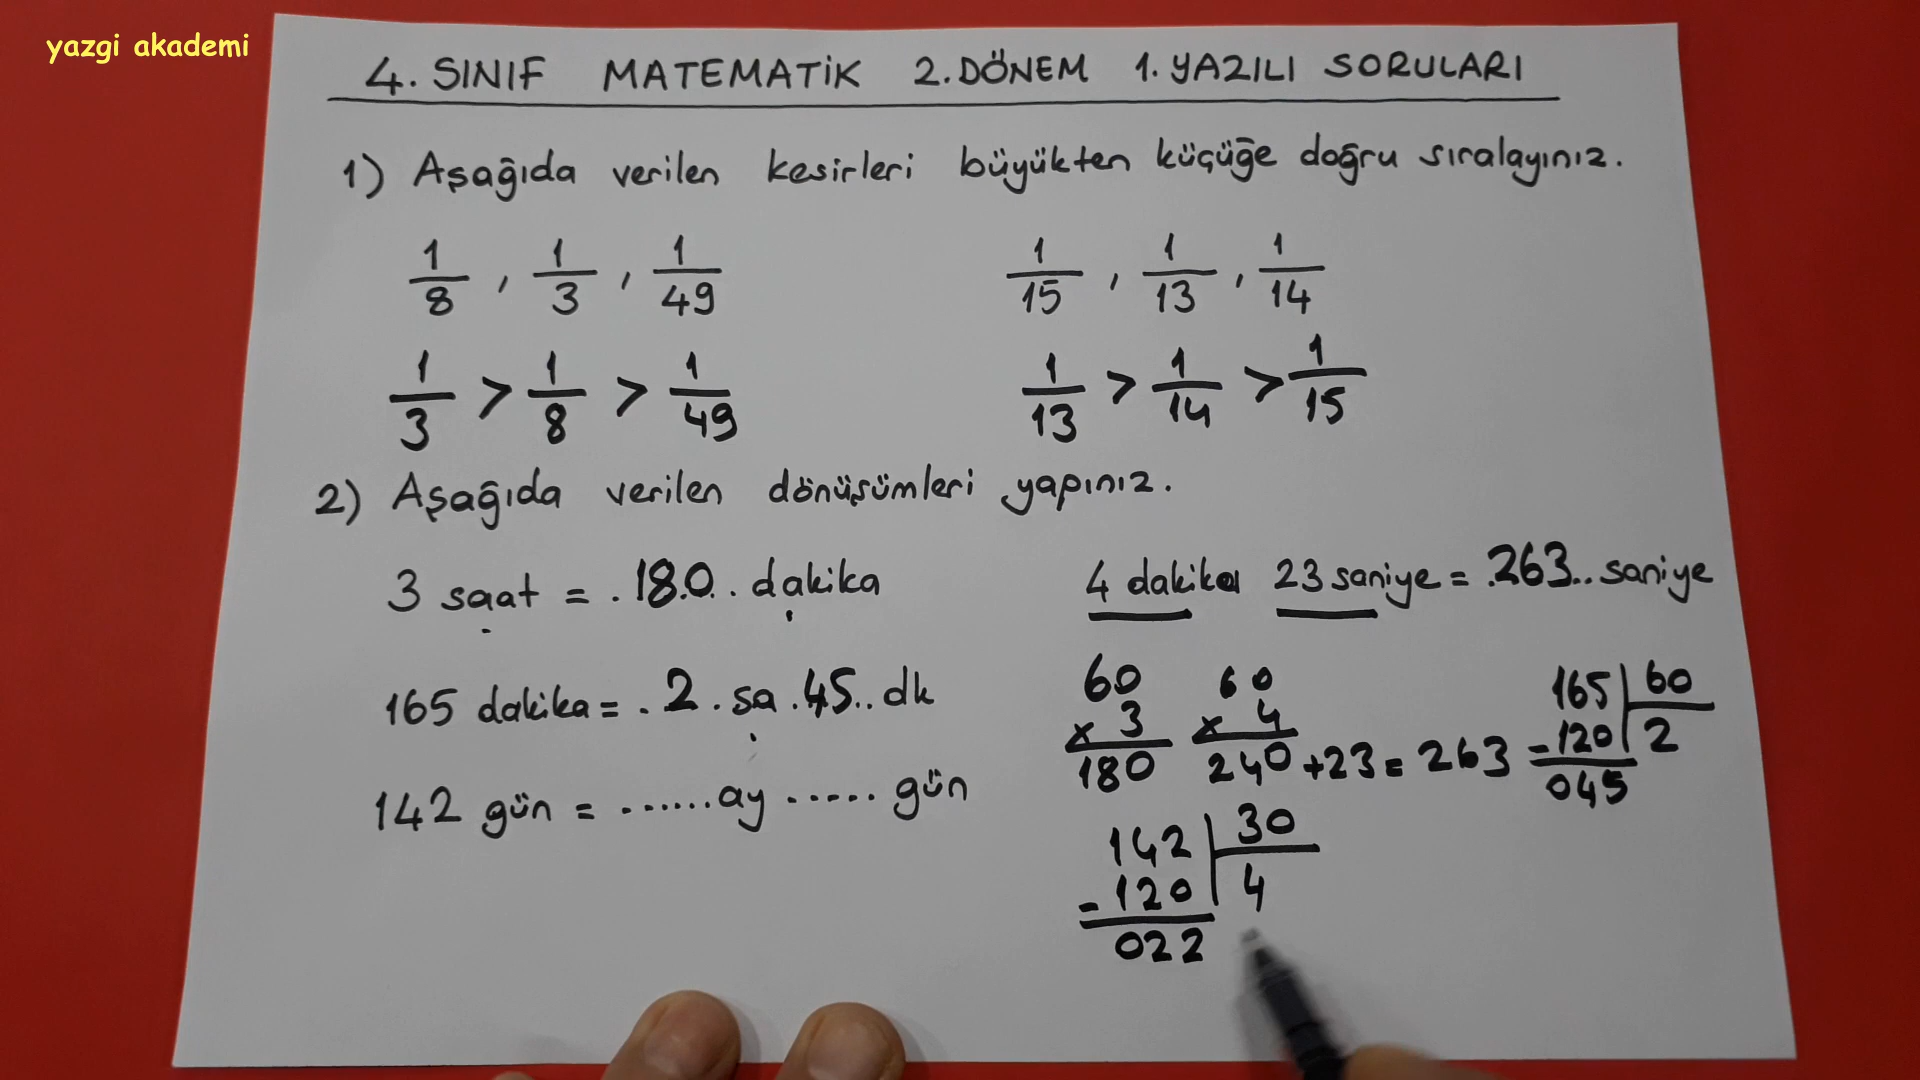 yazgi akademi
4. SINIF MATEMATİK 2. DÖNEM 1. YAZILI SORULARI
1) Aşağıda verilen kesirleri büyükten küçüğe doğru sıralayınız.
1/8 , 1/3 , 1/49
1/15 , 1/13 , 1/14
1/3 > 1/8 > 1/49
1/13 > 1/14 > 1/15
2) Aşağıda verilen dönüşümleri yapınız.
3 saat = .180.. dakika
4 dakika 23 saniye = .263.. saniye
165 dakika = .2. sa .45.. dk
142 gün = ......ay ..... gün
60
x 3
180
60
x 4
240 +23 = 263
165 | 60
-120 | 2
045
142 | 30
-120 | 4
022